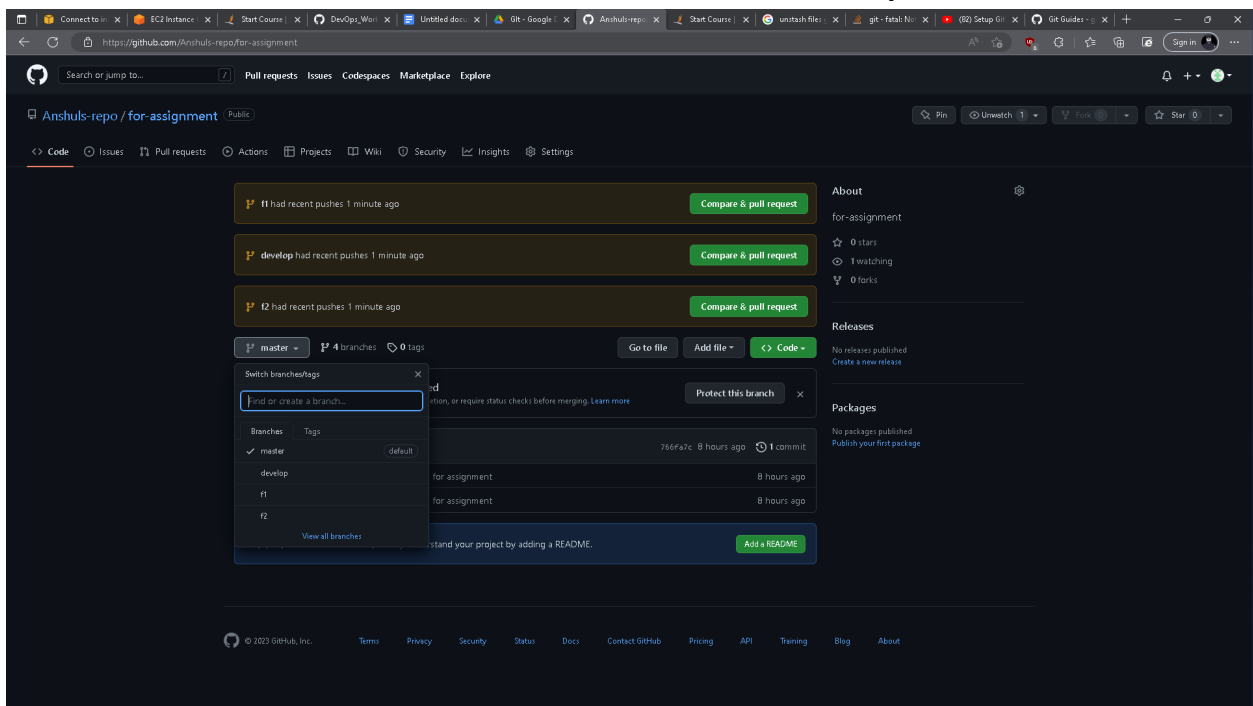 Connect to in
EC2 Instance
Start Course |
DevOps_Wor
Untitled docu
Git - Google D
Anshuls-repo
Start Course |
unstash files
git - fatal: No
(82) Setup Git
Git Guides - g
https://github.com/Anshuls-repo/for-assignment
Sign in
Search or jump to...
/
Pull requests Issues Codespaces Marketplace Explore
Anshuls-repo / for-assignment Public
Pin
Unwatch 1
Fork 0
Star 0
<> Code
Issues
Pull requests
Actions
Projects
Wiki
Security
Insights
Settings
f1 had recent pushes 1 minute ago
Compare & pull request
develop had recent pushes 1 minute ago
Compare & pull request
f2 had recent pushes 1 minute ago
Compare & pull request
master
4 branches
0 tags
Go to file
Add file
<> Code
Switch branches/tags
Find or create a branch...
Branches Tags
master default
develop
f1
f2
View all branches
ed
etion, or require status checks before merging. Learn more
Protect this branch
766fa7c 8 hours ago 1 commit
for assignment 8 hours ago
for assignment 8 hours ago
rstand your project by adding a README.
Add a README
About
for-assignment
0 stars
1 watching
0 forks
Releases
No releases published
Create a new release
Packages
No packages published
Publish your first package
© 2023 GitHub, Inc.
Terms
Privacy
Security
Status
Docs
Contact GitHub
Pricing
API
Training
Blog
About